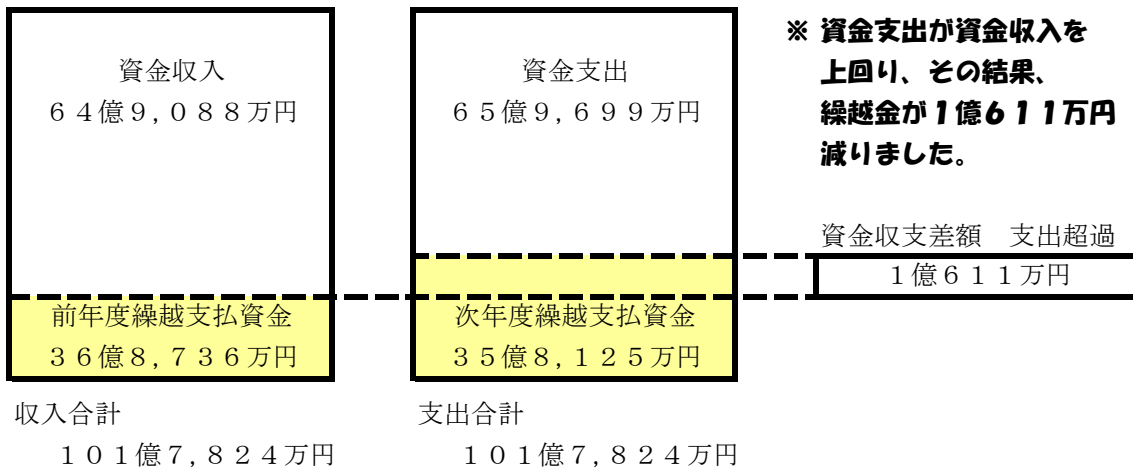 資金収入
６４億９,０８８万円
前年度繰越支払資金
３６億８,７３６万円
収入合計
１０１億７,８２４万円
資金支出
６５億９,６９９万円
次年度繰越支払資金
３５億８,１２５万円
支出合計
１０１億７,８２４万円
※ 資金支出が資金収入を
上回り、その結果、
繰越金が１億６１１万円
減りました。
資金収支差額　支出超過
１億６１１万円